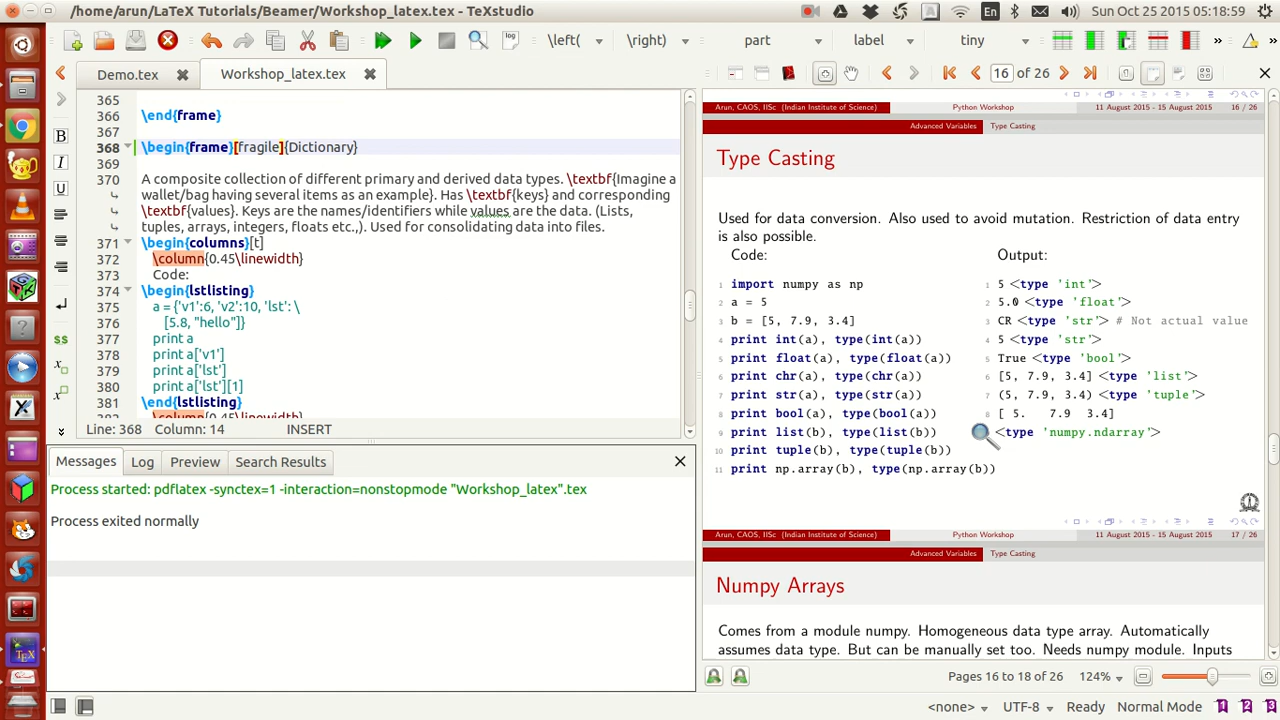 /home/arun/LaTeX Tutorials/Beamer/Workshop_latex.tex - TeXstudio
En
Sun Oct 25 2015 05:18:59
log
\left(
\right)
part
label
tiny
»
»
Demo.tex
Workshop_latex.tex
16 of 26
365
366 \end{frame}
367
368 \begin{frame}[fragile]{Dictionary}
369
370 A composite collection of different primary and derived data types. \textbf{Imagine a
wallet/bag having several items as an example}. Has \textbf{keys} and corresponding
\textbf{values}. Keys are the names/identifiers while values are the data. (Lists,
tuples, arrays, integers, floats etc.,). Used for consolidating data into files.
371 \begin{columns}[t]
372 \column{0.45\linewidth}
373 Code:
374 \begin{lstlisting}
375 a = {'v1':6, 'v2':10, 'lst': \
376 [5.8, "hello"]}
377 print a
378 print a['v1']
379 print a['lst']
380 print a['lst'][1]
381 \end{lstlisting}
382 \column{0.45\linewidth}
B
I
U
$$
Line: 368 Column: 14 INSERT
Messages
Log
Preview
Search Results
Process started: pdflatex -synctex=1 -interaction=nonstopmode "Workshop_latex".tex
Process exited normally
Arun, CAOS, IISc (Indian Institute of Science) Python Workshop 11 August 2015 - 15 August 2015 16 / 26
Advanced Variables Type Casting
Type Casting
Used for data conversion. Also used to avoid mutation. Restriction of data entry
is also possible.
Code:
1 import numpy as np
2 a = 5
3 b = [5, 7.9, 3.4]
4 print int(a), type(int(a))
5 print float(a), type(float(a))
6 print chr(a), type(chr(a))
7 print str(a), type(str(a))
8 print bool(a), type(bool(a))
9 print list(b), type(list(b))
10 print tuple(b), type(tuple(b))
11 print np.array(b), type(np.array(b))
Output:
1 5 <type 'int'>
2 5.0 <type 'float'>
3 CR <type 'str'> # Not actual value
4 5 <type 'str'>
5 True <type 'bool'>
6 [5, 7.9, 3.4] <type 'list'>
7 (5, 7.9, 3.4) <type 'tuple'>
8 [ 5. 7.9 3.4]
<type 'numpy.ndarray'>
Arun, CAOS, IISc (Indian Institute of Science) Python Workshop 11 August 2015 - 15 August 2015 17 / 26
Advanced Variables Type Casting
Numpy Arrays
Comes from a module numpy. Homogeneous data type array. Automatically
assumes data type. But can be manually set too. Needs numpy module. Inputs
Pages 16 to 18 of 26 124%
<none> UTF-8 Ready Normal Mode 1 2 3